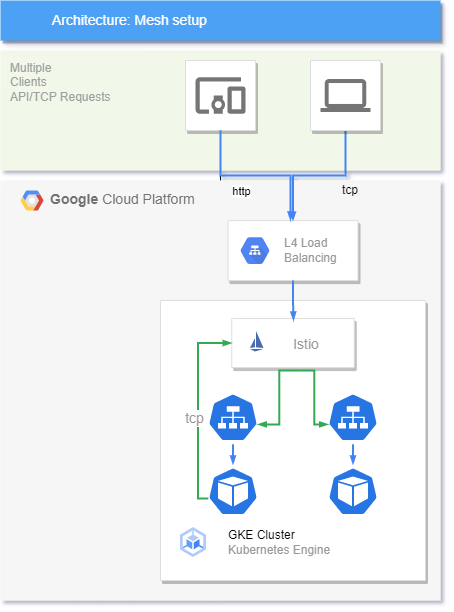 Architecture: Mesh setup
Multiple
Clients
API/TCP Requests
http
tcp
Google Cloud Platform
L4 Load
Balancing
Istio
tcp
GKE Cluster
Kubernetes Engine